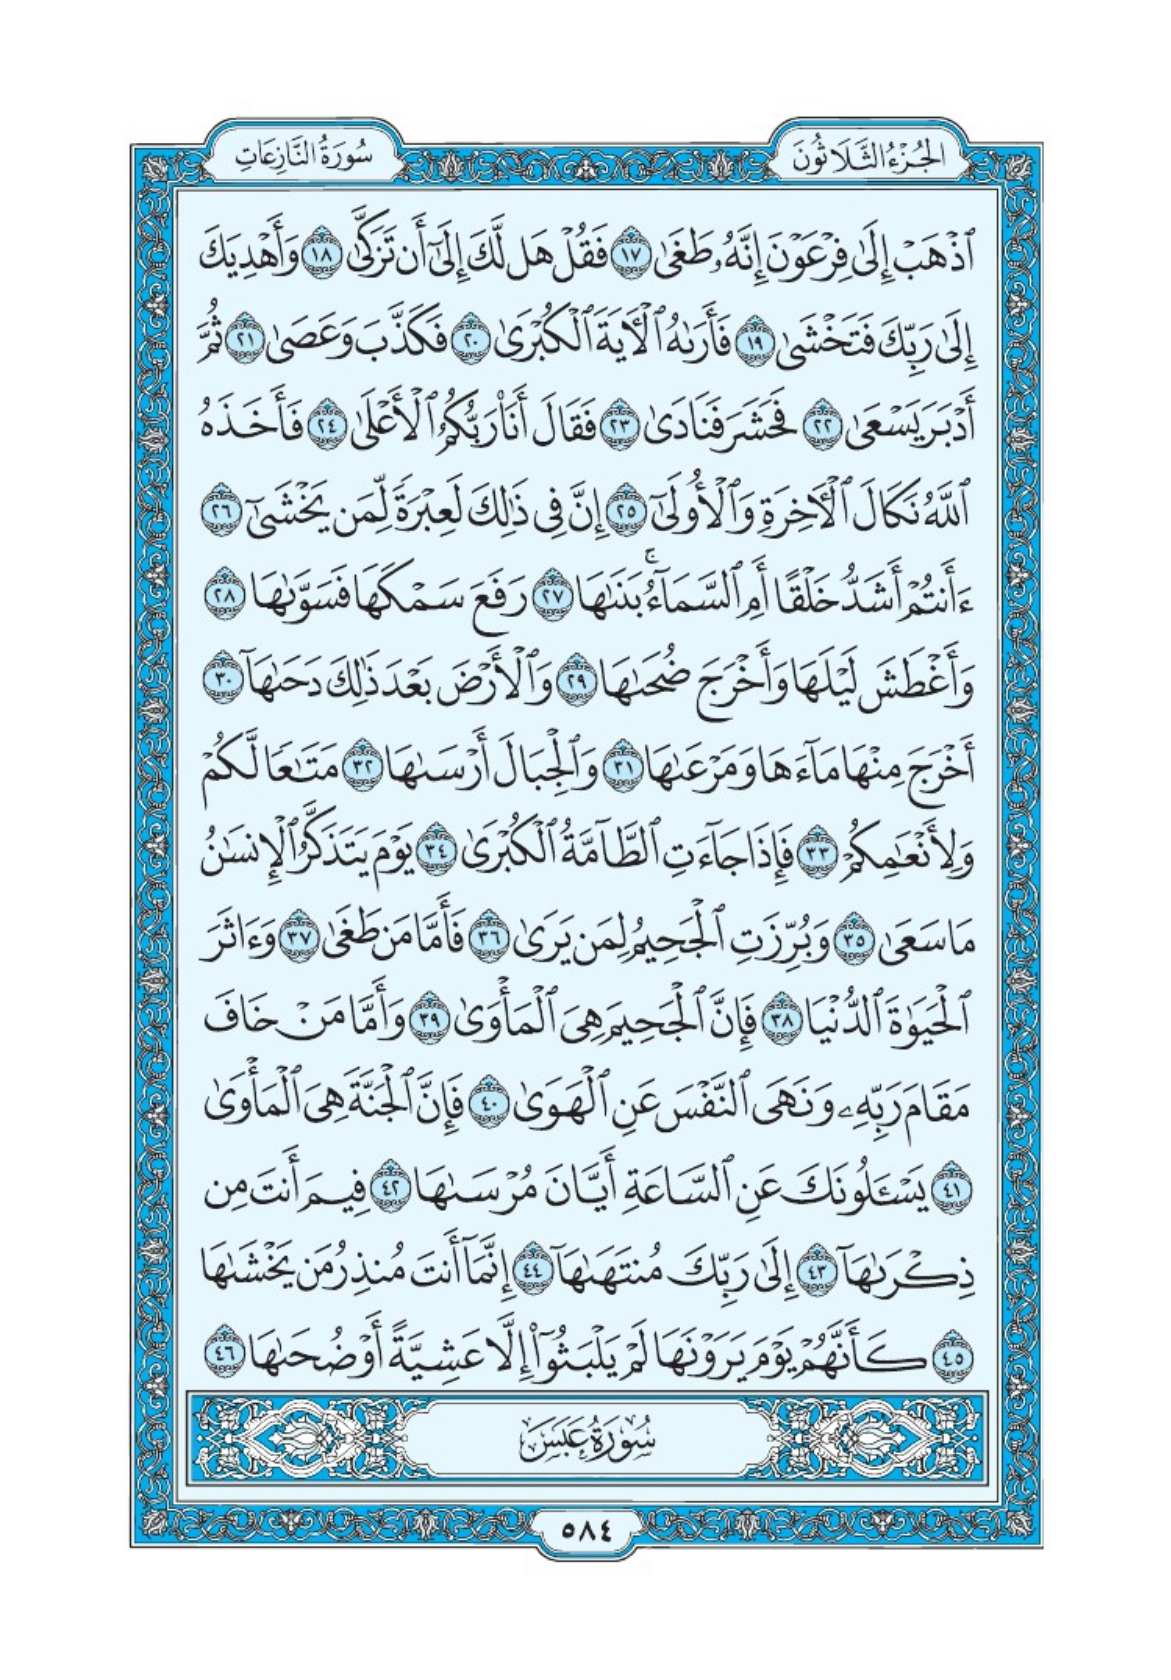 الجُزْءُ الثَّلَاثُونَ
سُورَةُ النَّازِعَاتِ
ٱذۡهَبۡ إِلَىٰ فِرۡعَوۡنَ إِنَّهُۥ طَغَىٰ ١٧ فَقُلۡ هَل لَّكَ إِلَىٰٓ أَن تَزَكَّىٰ ١٨ وَأَهۡدِيَكَ
إِلَىٰ رَبِّكَ فَتَخۡشَىٰ ١٩ فَأَرَىٰهُ ٱلۡأٓيَةَ ٱلۡكُبۡرَىٰ ٢٠ فَكَذَّبَ وَعَصَىٰ ٢١ ثُمَّ
أَدۡبَرَ يَسۡعَىٰ ٢٢ فَحَشَرَ فَنَادَىٰ ٢٣ فَقَالَ أَنَا۠ رَبُّكُمُ ٱلۡأَعۡلَىٰ ٢٤ فَأَخَذَهُ
ٱللَّهُ نَكَالَ ٱلۡأٓخِرَةِ وَٱلۡأُولَىٰٓ ٢٥ إِنَّ فِي ذَٰلِكَ لَعِبۡرَةٗ لِّمَن يَخۡشَىٰٓ ٢٦
ءَأَنتُمۡ أَشَدُّ خَلۡقًا أَمِ ٱلسَّمَآءُۚ بَنَىٰهَا ٢٧ رَفَعَ سَمۡكَهَا فَسَوَّىٰهَا ٢٨
وَأَغۡطَشَ لَيۡلَهَا وَأَخۡرَجَ ضُحَىٰهَا ٢٩ وَٱلۡأَرۡضَ بَعۡدَ ذَٰلِكَ دَحَىٰهَآ ٣٠
أَخۡرَجَ مِنۡهَا مَآءَهَا وَمَرۡعَىٰهَا ٣١ وَٱلۡجِبَالَ أَرۡسَىٰهَا ٣٢ مَتَٰعٗا لَّكُمۡ
وَلِأَنۡعَٰمِكُمۡ ٣٣ فَإِذَا جَآءَتِ ٱلطَّآمَّةُ ٱلۡكُبۡرَىٰ ٣٤ يَوۡمَ يَتَذَكَّرُ ٱلۡإِنسَٰنُ
مَا سَعَىٰ ٣٥ وَبُرِّزَتِ ٱلۡجَحِيمُ لِمَن يَرَىٰ ٣٦ فَأَمَّا مَن طَغَىٰ ٣٧ وَءَاثَرَ
ٱلۡحَيَوٰةَ ٱلدُّنۡيَا ٣٨ فَإِنَّ ٱلۡجَحِيمَ هِيَ ٱلۡمَأۡوَىٰ ٣٩ وَأَمَّا مَنۡ خَافَ
مَقَامَ رَبِّهِۦ وَنَهَى ٱلنَّفۡسَ عَنِ ٱلۡهَوَىٰ ٤٠ فَإِنَّ ٱلۡجَنَّةَ هِيَ ٱلۡمَأۡوَىٰ
٤١ يَسۡـَٔلُونَكَ عَنِ ٱلسَّاعَةِ أَيَّانَ مُرۡسَىٰهَا ٤٢ فِيمَ أَنتَ مِن
ذِكۡرَىٰهَآ ٤٣ إِلَىٰ رَبِّكَ مُنتَهَىٰهَآ ٤٤ إِنَّمَآ أَنتَ مُنذِرُ مَن يَخۡشَىٰهَا
٤٥ كَأَنَّهُمۡ يَوۡمَ يَرَوۡنَهَا لَمۡ يَلۡبَثُوٓاْ إِلَّا عَشِيَّةً أَوۡ ضُحَىٰهَا ٤٦
سُورَةُ عَبَسَ
٥٨٤